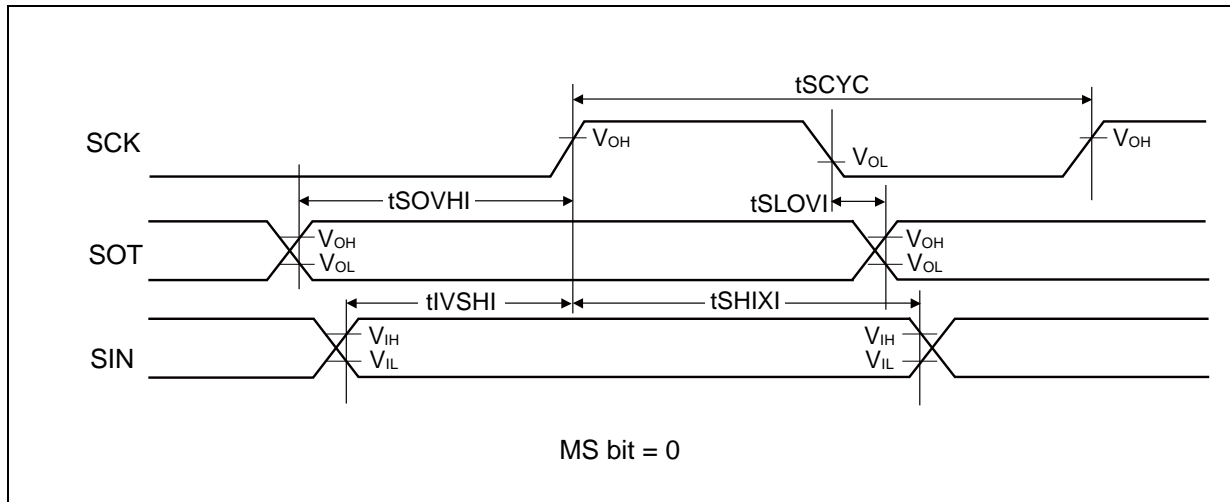 tSCYC
SCK
VOH
VOL
VOH
tSOVHI
tSLOVI
SOT
VOH
VOL
VOH
VOL
tIVSHI
tSHIXI
SIN
VIH
VIL
VIH
VIL
MS bit = 0